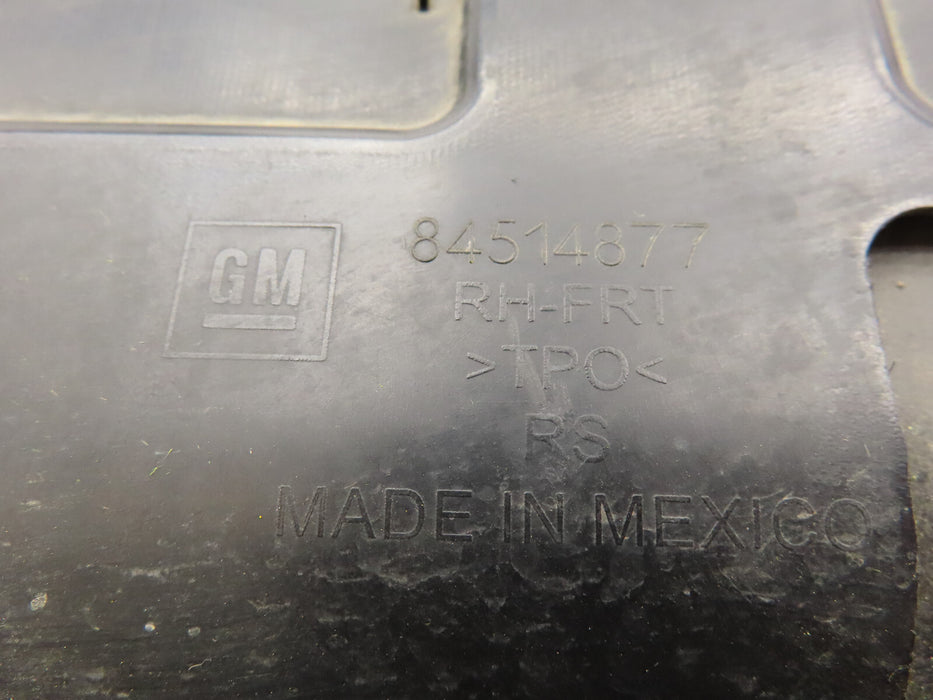 GM
84514877
RH-FRT
>TPO<
RS
MADE IN MEXICO